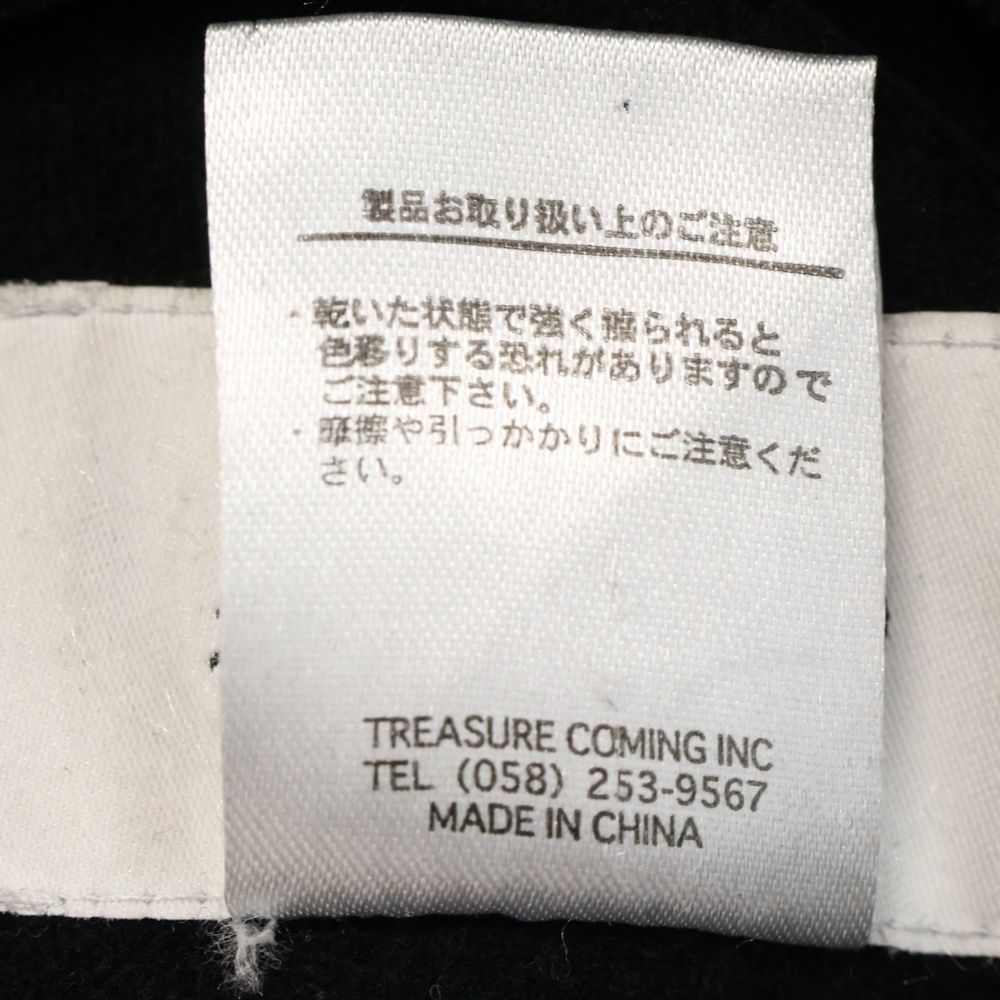 製品お取り扱い上のご注意
・乾いた状態で強く擦られると
色移りする恐れがありますので
ご注意下さい。
・摩擦や引っかかりにご注意くだ
さい。
TREASURE COMING INC
TEL (058) 253-9567
MADE IN CHINA